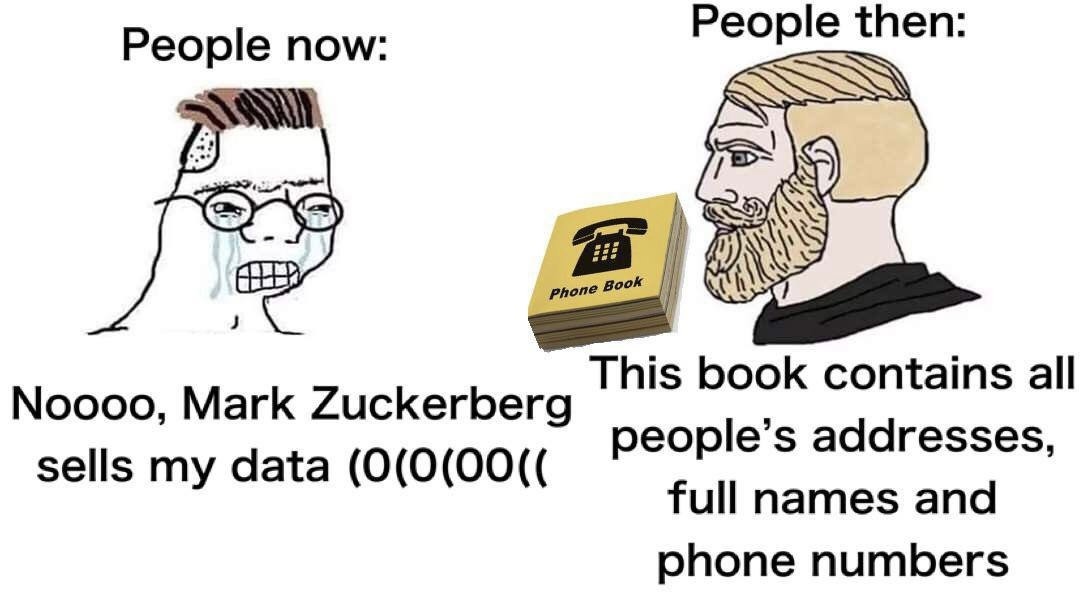 People now:
Noooo, Mark Zuckerberg
sells my data (0(0(00((
People then:
Phone Book
This book contains all
people’s addresses,
full names and
phone numbers